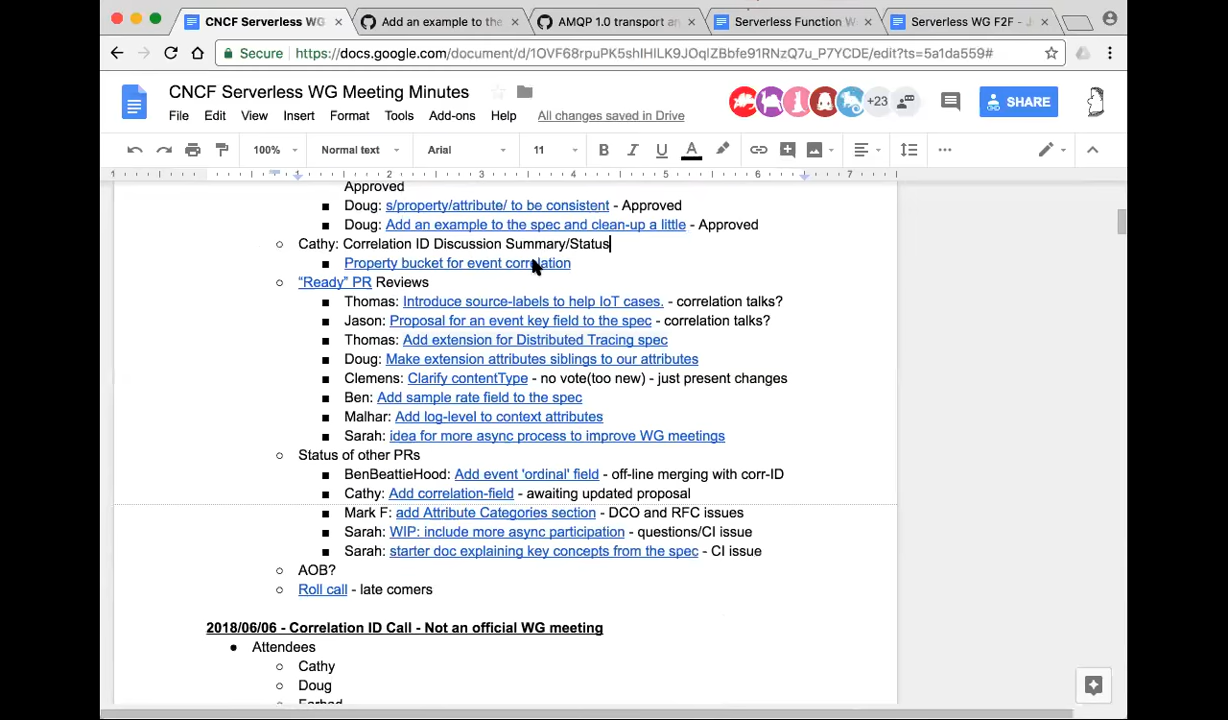 CNCF Serverless WG
Add an example to the
AMQP 1.0 transport an
Serverless Function W
Serverless WG F2F - J
Secure
https://docs.google.com/document/d/1OVF68rpuPK5shIHILK9JOqlZBbfe91RNzQ7u_P7YCDE/edit?ts=5a1da559#
CNCF Serverless WG Meeting Minutes
+23
SHARE
File Edit View Insert Format Tools Add-ons Help All changes saved in Drive
100% Normal text Arial 11 B I U A
1 1 2 3 4 5 6 7
Approved
Doug: s/property/attribute/ to be consistent - Approved
Doug: Add an example to the spec and clean-up a little - Approved
Cathy: Correlation ID Discussion Summary/Status
Property bucket for event correlation
“Ready” PR Reviews
Thomas: Introduce source-labels to help IoT cases. - correlation talks?
Jason: Proposal for an event key field to the spec - correlation talks?
Thomas: Add extension for Distributed Tracing spec
Doug: Make extension attributes siblings to our attributes
Clemens: Clarify contentType - no vote(too new) - just present changes
Ben: Add sample rate field to the spec
Malhar: Add log-level to context attributes
Sarah: idea for more async process to improve WG meetings
Status of other PRs
BenBeattieHood: Add event 'ordinal' field - off-line merging with corr-ID
Cathy: Add correlation-field - awaiting updated proposal
Mark F: add Attribute Categories section - DCO and RFC issues
Sarah: WIP: include more async participation - questions/CI issue
Sarah: starter doc explaining key concepts from the spec - CI issue
AOB?
Roll call - late comers
2018/06/06 - Correlation ID Call - Not an official WG meeting
Attendees
Cathy
Doug
Farhad